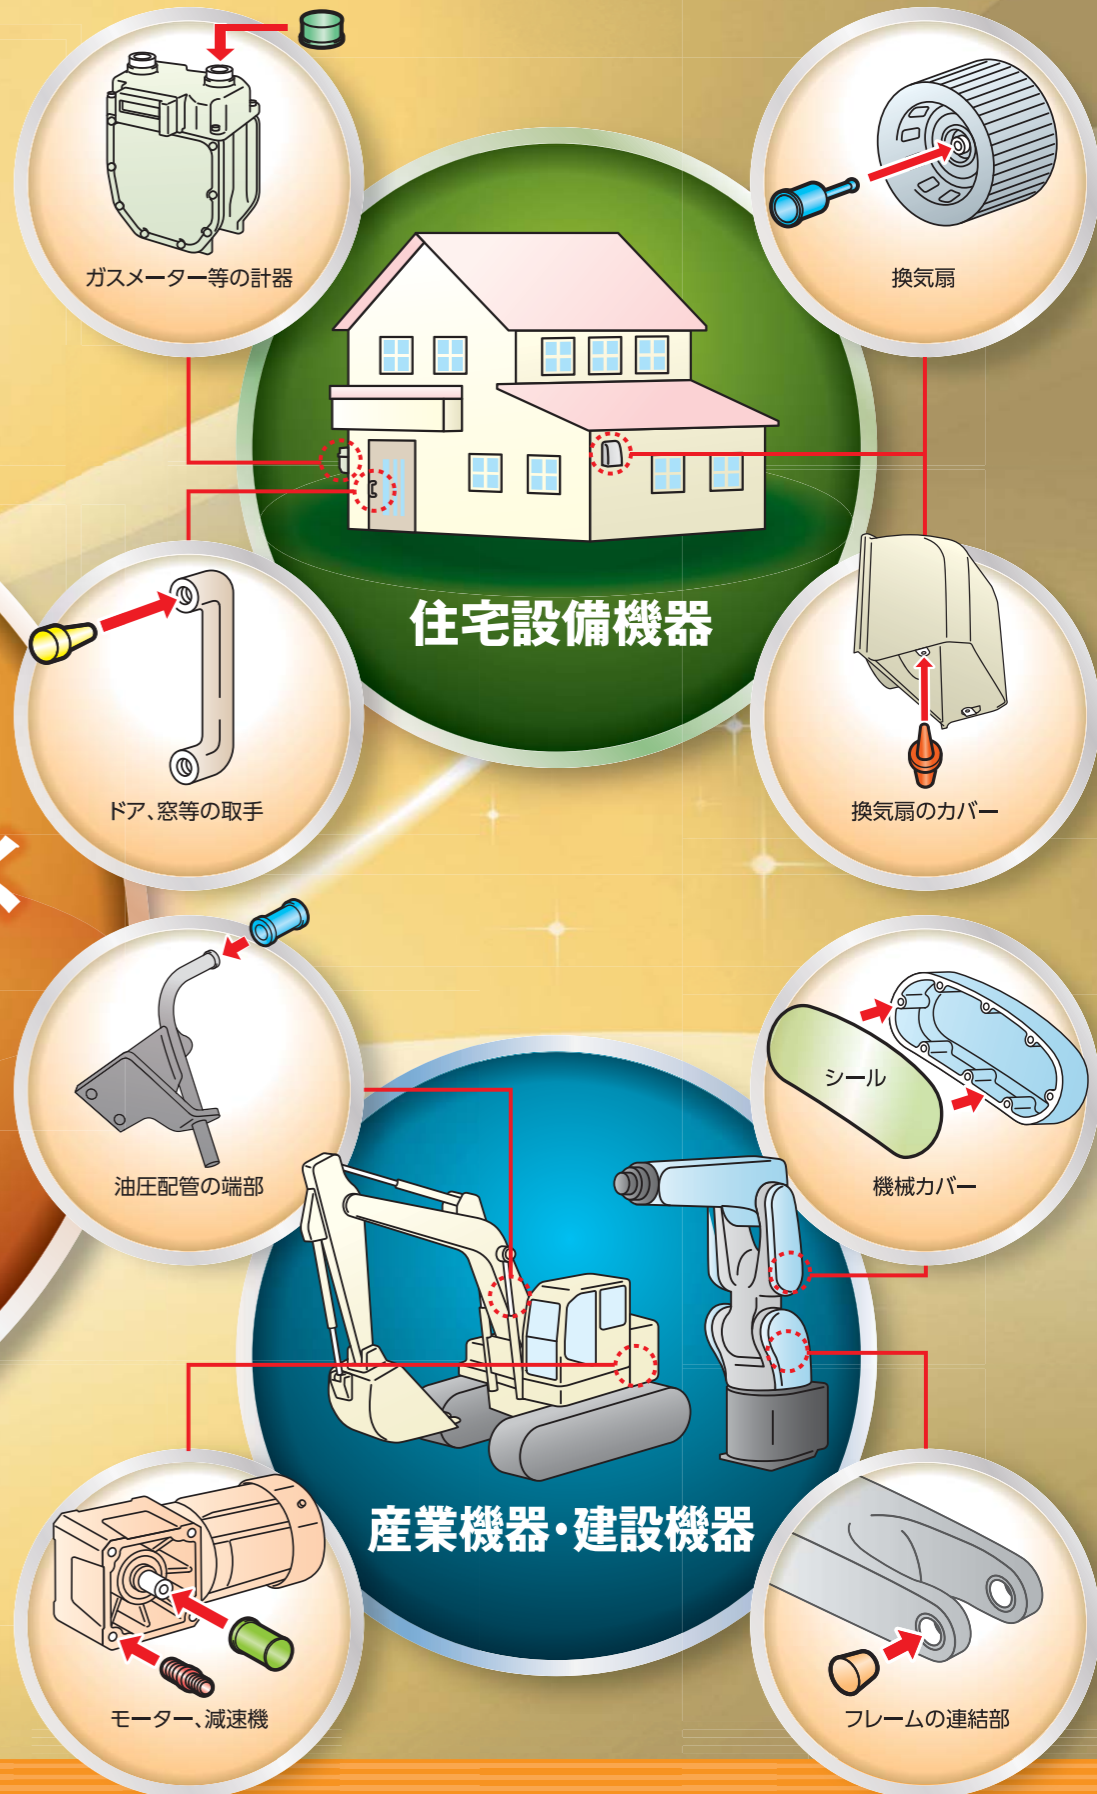 ガスメーター等の計器
換気扇
住宅設備機器
ドア、窓等の取手
換気扇のカバー
シール
油圧配管の端部
機械カバー
産業機器・建設機器
モーター、減速機
フレームの連結部